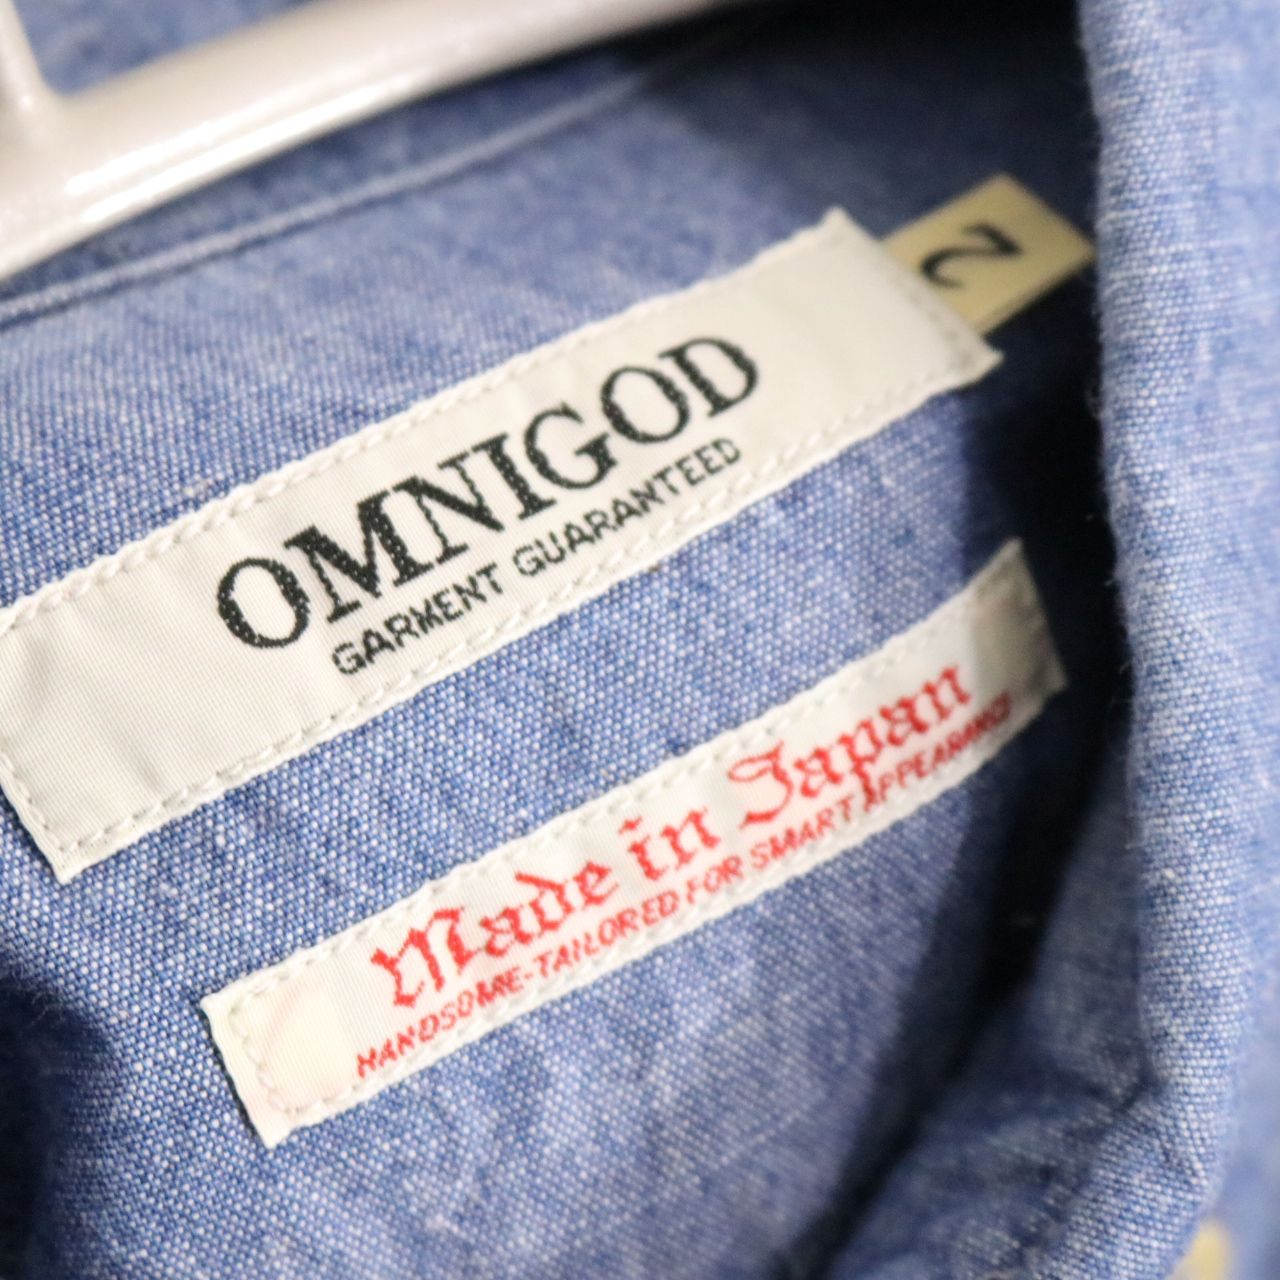 2
OMNIGOD
GARMENT GUARANTEED
Made in Japan
HANDSOME-TAILORED FOR SMART APPEARANCE